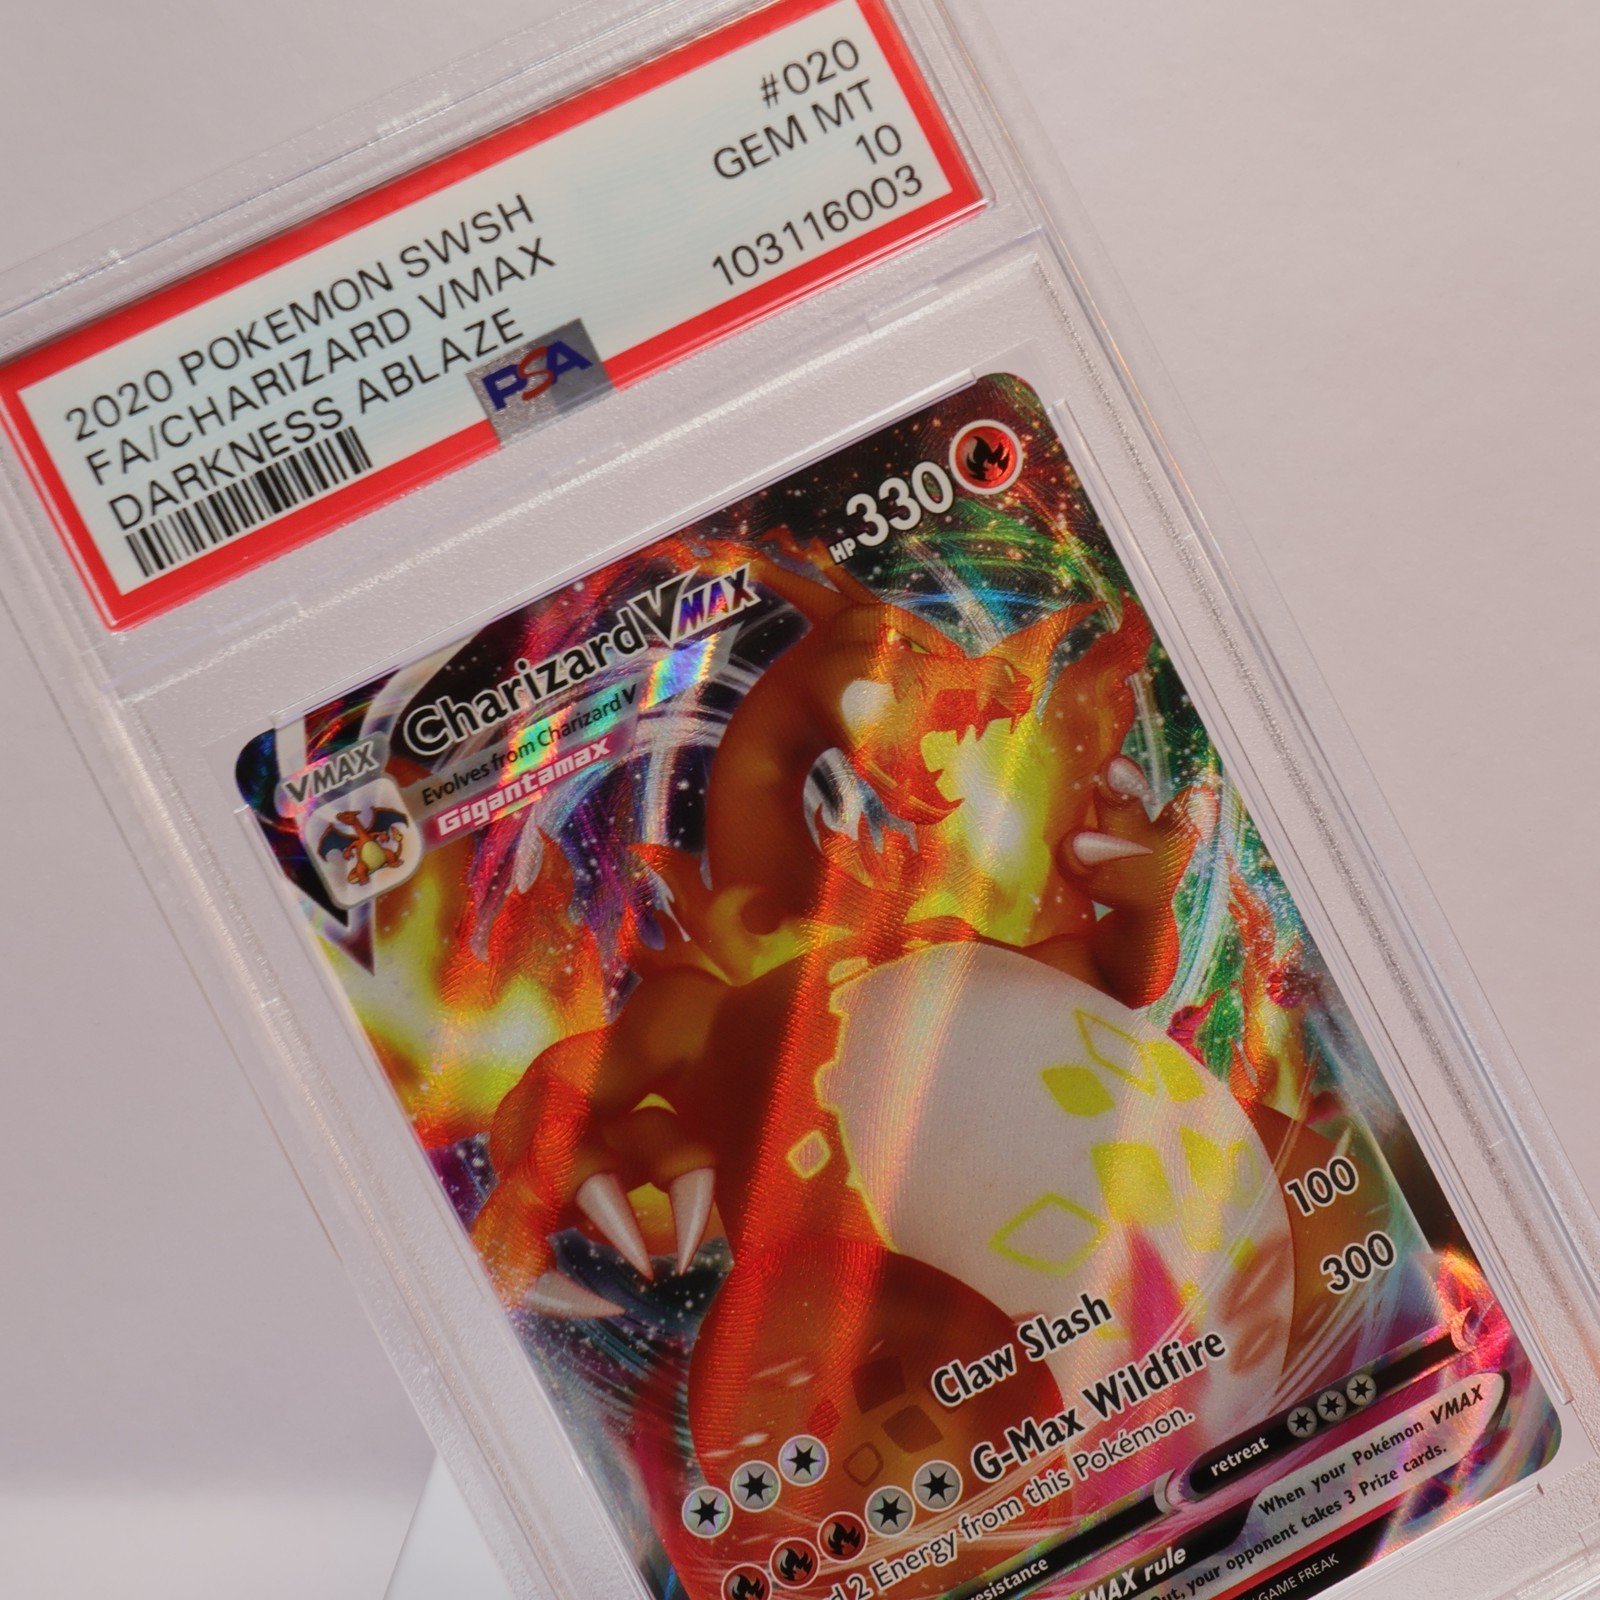 2020 POKEMON SWSH #020
FA/CHARIZARD VMAX GEM MT
DARKNESS ABLAZE 10
103116003
PSA
VMAX Charizard VMAX HP 330
Evolves from Charizard V
Gigantamax
Claw Slash 100
G-Max Wildfire 300
2 Energy from this Pokémon.
resistance retreat
VMAX rule When your Pokémon VMAX
out, your opponent takes 3 Prize cards.
GAME FREAK